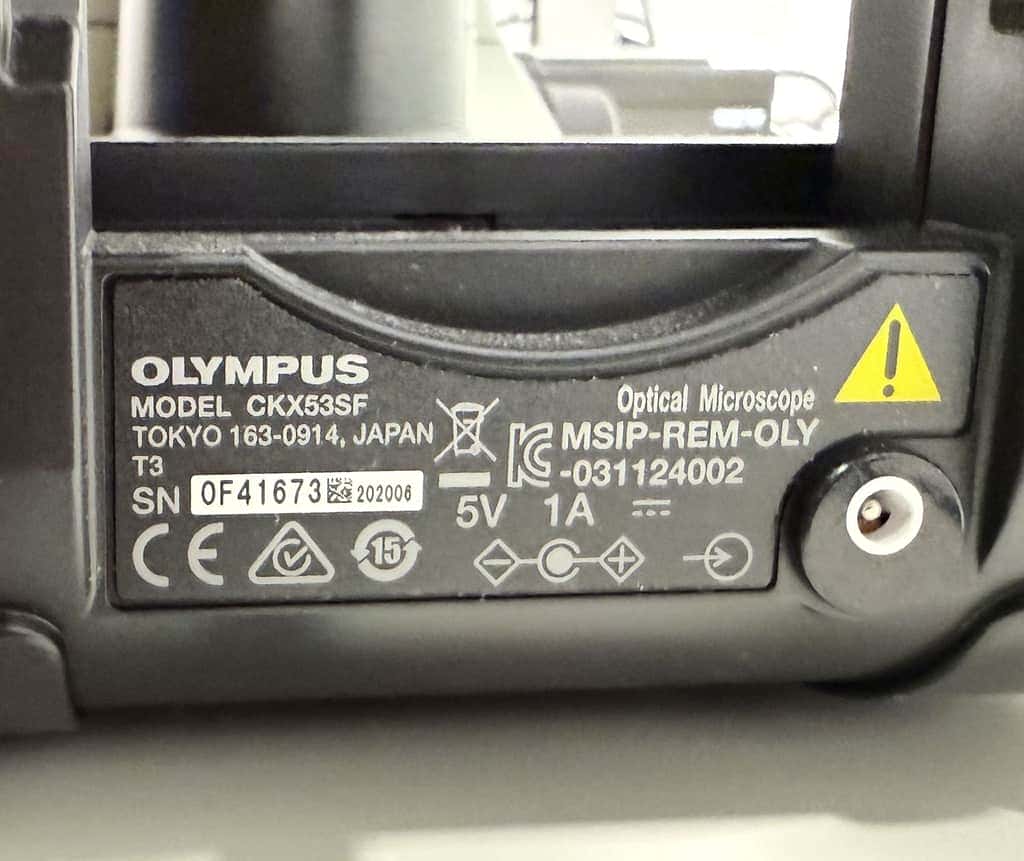 OLYMPUS
MODEL CKX53SF
TOKYO 163-0914, JAPAN
T3
SN 0F41673 202006
CE 15
Optical Microscope
MSIP-REM-OLY
-031124002
5V 1A